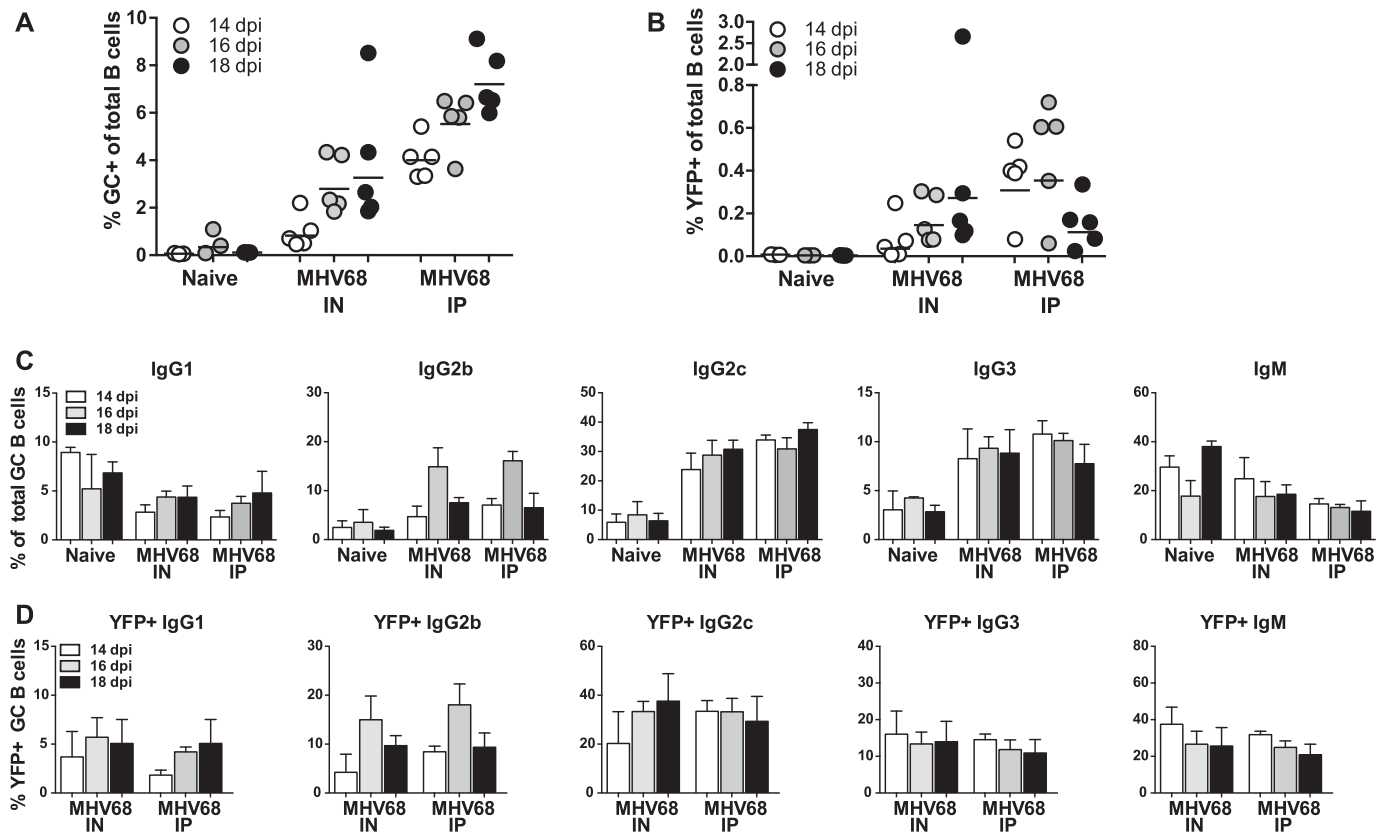 A
% GC+ of total B cells
10
8
6
4
2
0
14 dpi
16 dpi
18 dpi
Naive
MHV68
IN
MHV68
IP
B
% YFP+ of total B cells
3.0
2.5
2.0
0.8
0.6
0.4
0.2
0.0
14 dpi
16 dpi
18 dpi
Naive
MHV68
IN
MHV68
IP
C
% of total GC B cells
IgG1
15
10
5
0
14 dpi
16 dpi
18 dpi
Naive
MHV68
IN
MHV68
IP
IgG2b
30
20
10
0
Naive
MHV68
IN
MHV68
IP
IgG2c
50
40
30
20
10
0
Naive
MHV68
IN
MHV68
IP
IgG3
15
10
5
0
Naive
MHV68
IN
MHV68
IP
IgM
60
40
20
0
Naive
MHV68
IN
MHV68
IP
D
% YFP+ GC B cells
YFP+ IgG1
15
10
5
0
14 dpi
16 dpi
18 dpi
MHV68
IN
MHV68
IP
YFP+ IgG2b
30
20
10
0
MHV68
IN
MHV68
IP
YFP+ IgG2c
60
40
20
0
MHV68
IN
MHV68
IP
YFP+ IgG3
40
30
20
10
0
MHV68
IN
MHV68
IP
YFP+ IgM
80
60
40
20
0
MHV68
IN
MHV68
IP